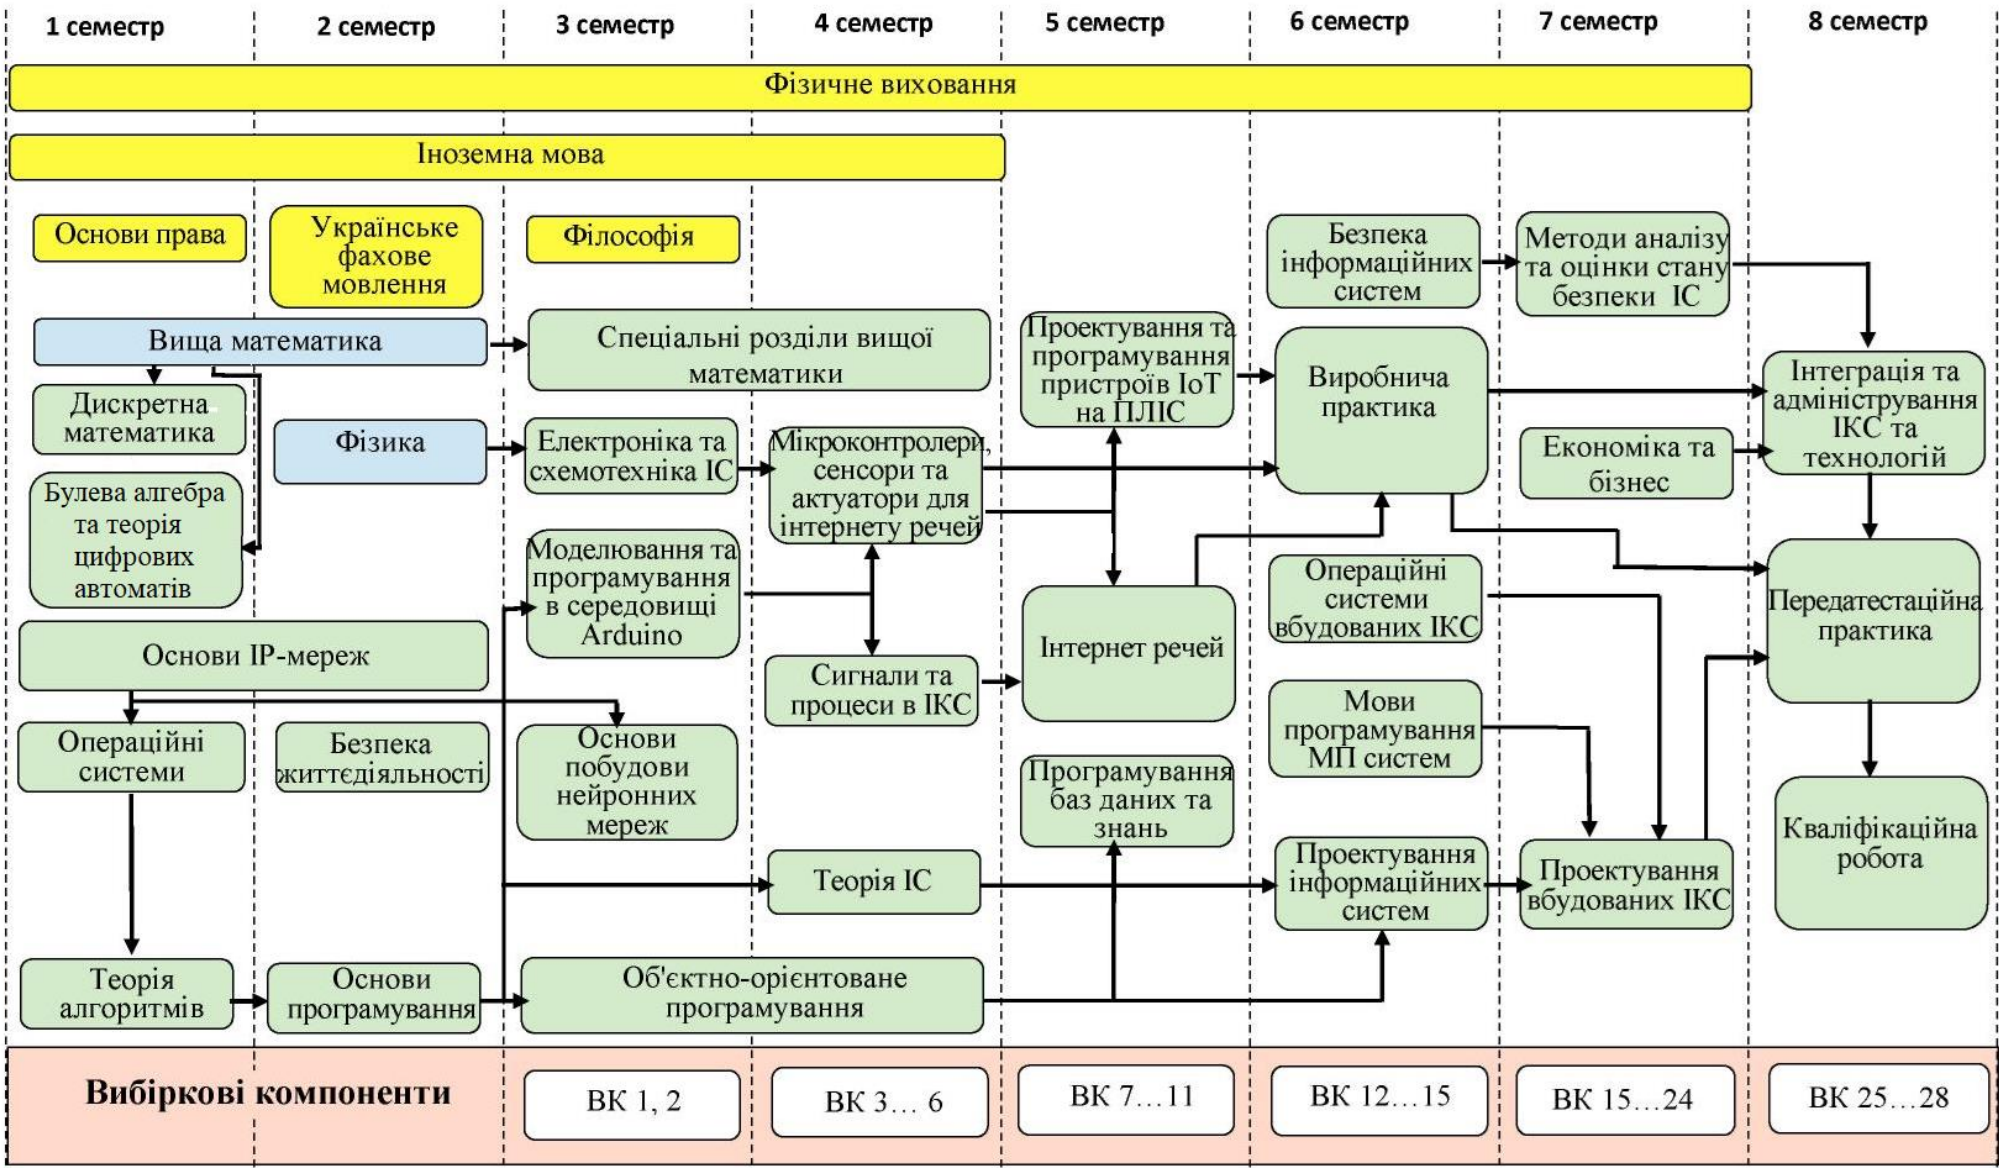 1 семестр
2 семестр
3 семестр
4 семестр
5 семестр
6 семестр
7 семестр
8 семестр
Фізичне виховання
Іноземна мова
Основи права
Українське
фахове
мовлення
Філософія
Безпека
інформаційних
систем
Методи аналізу
та оцінки стану
безпеки ІС
Вища математика
Спеціальні розділи вищої
математики
Проектування та
програмування
пристроїв IoT
на ПЛІС
Виробнича
практика
Інтеграція та
адміністрування
ІКС та
технологій
Дискретна
математика
Фізика
Електроніка та
схемотехніка ІС
Мікроконтролери,
сенсори та
актуатори для
інтернету речей
Економіка та
бізнес
Булева алгебра
та теорія
цифрових
автоматів
Моделювання та
програмування
в середовищі
Arduino
Операційні
системи
вбудованих ІКС
Передатестаційна
практика
Основи IP-мереж
Сигнали та
процеси в ІКС
Інтернет речей
Мови
програмування
МП систем
Операційні
системи
Безпека
життєдіяльності
Основи
побудови
нейронних
мереж
Програмування
баз даних та
знань
Кваліфікаційна
робота
Теорія ІС
Проектування
інформаційних
систем
Проектування
вбудованих ІКС
Теорія
алгоритмів
Основи
програмування
Об'єктно-орієнтоване
програмування
Вибіркові компоненти
ВК 1, 2
ВК 3… 6
ВК 7…11
ВК 12…15
ВК 15…24
ВК 25…28